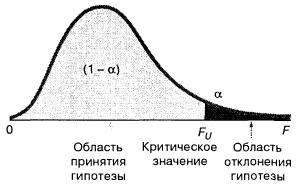 (1 – α)
α
0
F_U
F
Область
принятия
гипотезы
Критическое
значение
Область
отклонения
гипотезы